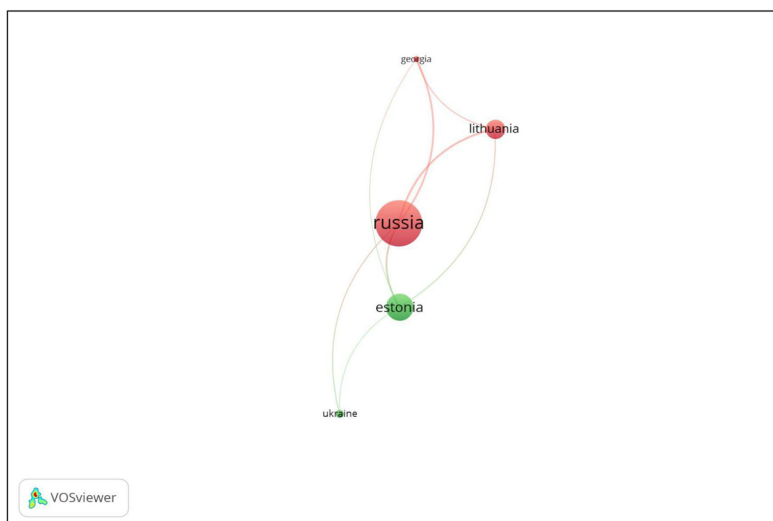 georgia
lithuania
russia
estonia
ukraine
VOSviewer